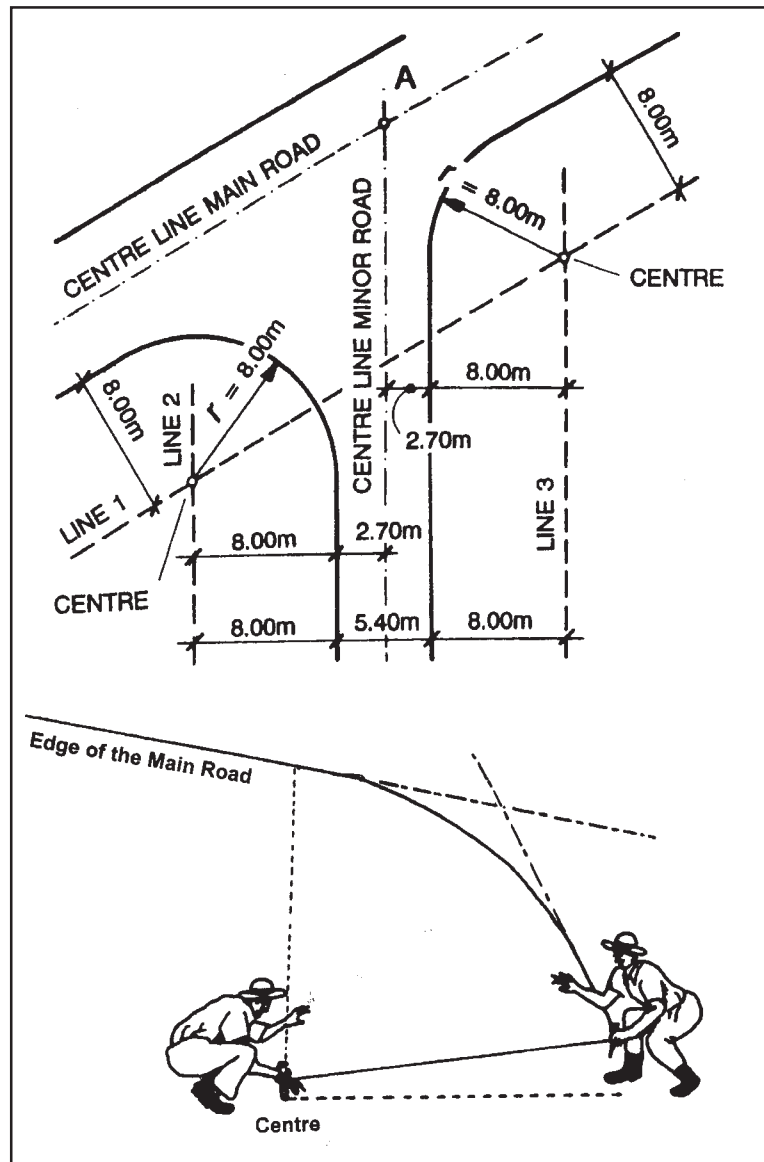 A
CENTRE LINE MAIN ROAD
8.00m
r = 8.00m
CENTRE
CENTRE LINE MINOR ROAD
8.00m
2.70m
LINE 3
r = 8.00m
8.00m
LINE 2
LINE 1
CENTRE
8.00m
2.70m
8.00m
5.40m
8.00m
Edge of the Main Road
Centre